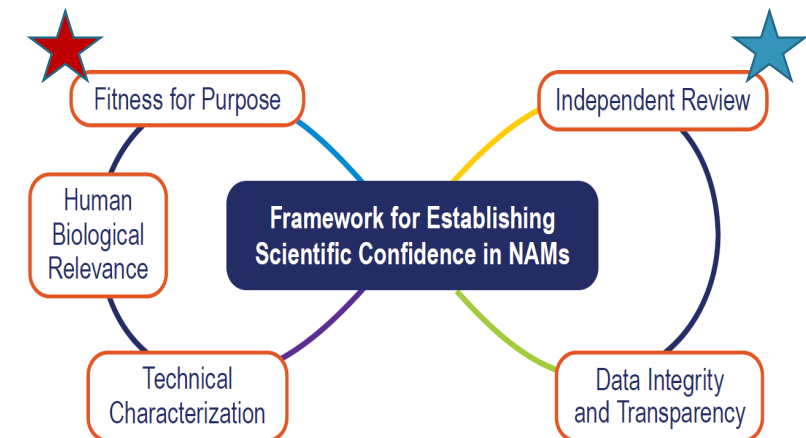 Fitness for Purpose
Independent Review
Human
Biological
Relevance
Framework for Establishing
Scientific Confidence in NAMs
Technical
Characterization
Data Integrity
and Transparency